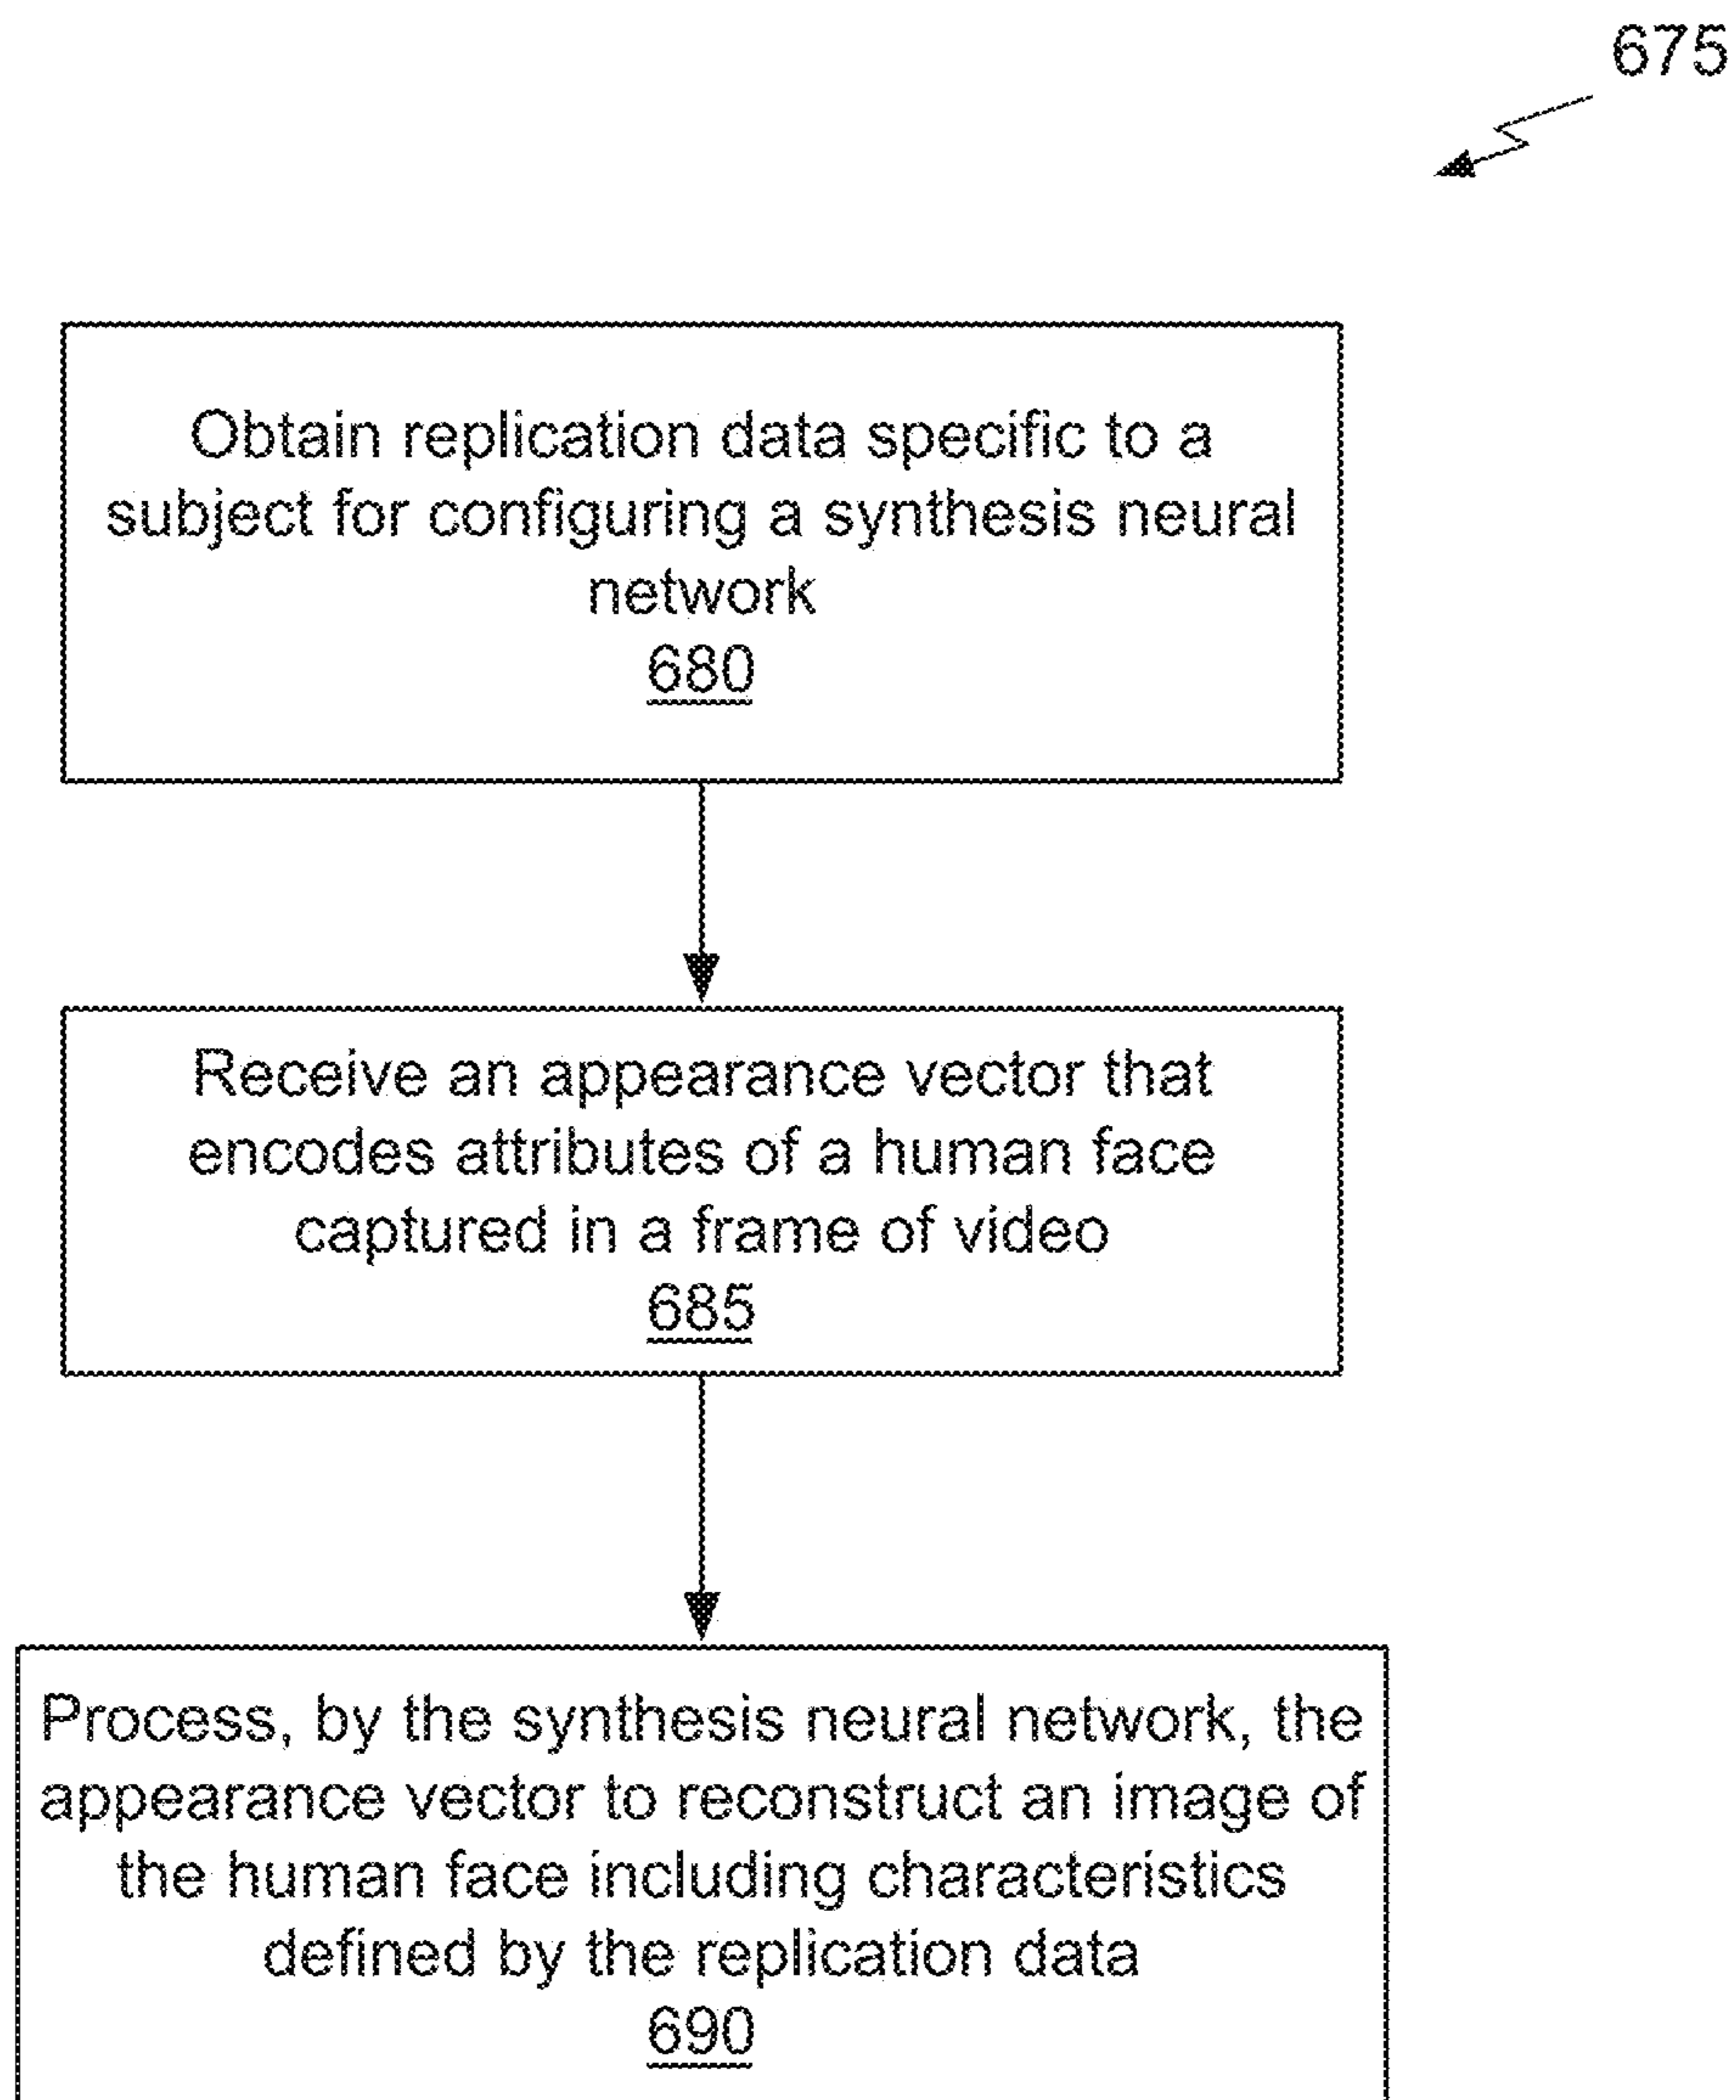 675
Obtain replication data specific to a
subject for configuring a synthesis neural
network
680
Receive an appearance vector that
encodes attributes of a human face
captured in a frame of video
685
Process, by the synthesis neural network, the
appearance vector to reconstruct an image of
the human face including characteristics
defined by the replication data
690